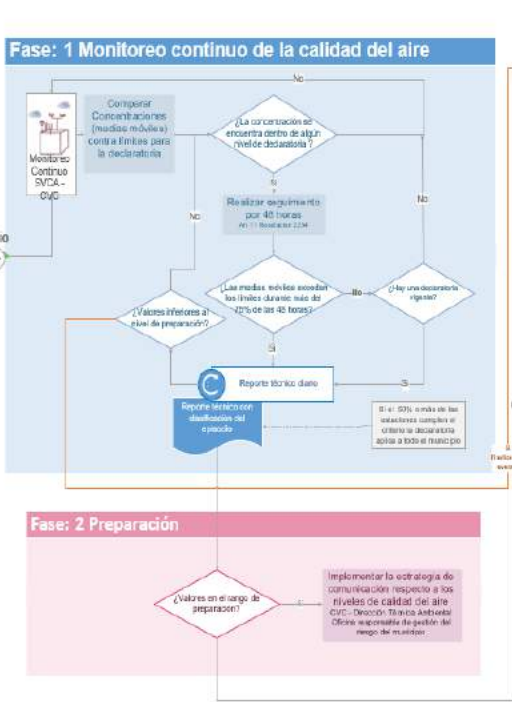 Fase: 1 Monitoreo continuo de la calidad del aire
No
Comparar
Concentraciones
(medias móviles)
contra límites para
la declaratoria
¿La concentración se
encuentra dentro de algún
nivel de declaratoria ?
Monitoreo
Continuo
SVCA -
CVC
Si
Realizar seguimiento
por 48 horas
No
No
¿Las medias móviles exceden
los límites durante más del
75% de las 48 horas?
No
¿Hay una declaratoria
vigente?
¿Valores inferiores al
nivel de preparación?
Si
C
Reporte técnico diario
Si
Reporte técnico con
clasificación del
episodio
Si el 50% o más de las
estaciones cumplen el
criterio la declaratoria
aplica a todo el municipio
Fase: 2 Preparación
¿Valores en el rango de
preparación?
Implementar la estrategia de
comunicación respecto a los
niveles de calidad del aire
CVC - Dirección Técnica Ambiental
Oficina responsable de gestión del
riesgo del municipio